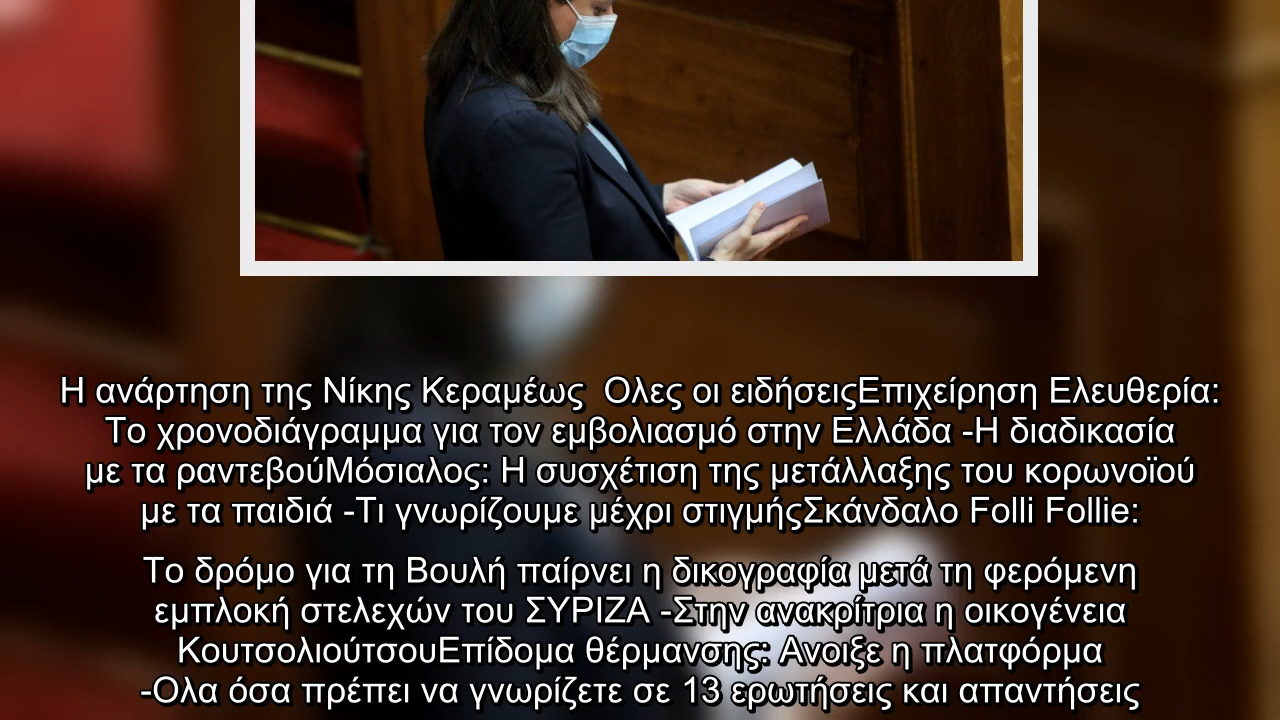 Η ανάρτηση της Νίκης Κεραμέως  Ολες οι ειδήσειςΕπιχείρηση Ελευθερία:
Το χρονοδιάγραμμα για τον εμβολιασμό στην Ελλάδα -Η διαδικασία
με τα ραντεβούΜόσιαλος: Η συσχέτιση της μετάλλαξης του κορωνοϊού
με τα παιδιά -Τι γνωρίζουμε μέχρι στιγμήςΣκάνδαλο Folli Follie:
Το δρόμο για τη Βουλή παίρνει η δικογραφία μετά τη φερόμενη
εμπλοκή στελεχών του ΣΥΡΙΖΑ -Στην ανακρίτρια η οικογένεια
ΚουτσολιούτσουΕπίδομα θέρμανσης: Ανοιξε η πλατφόρμα
-Ολα όσα πρέπει να γνωρίζετε σε 13 ερωτήσεις και απαντήσεις